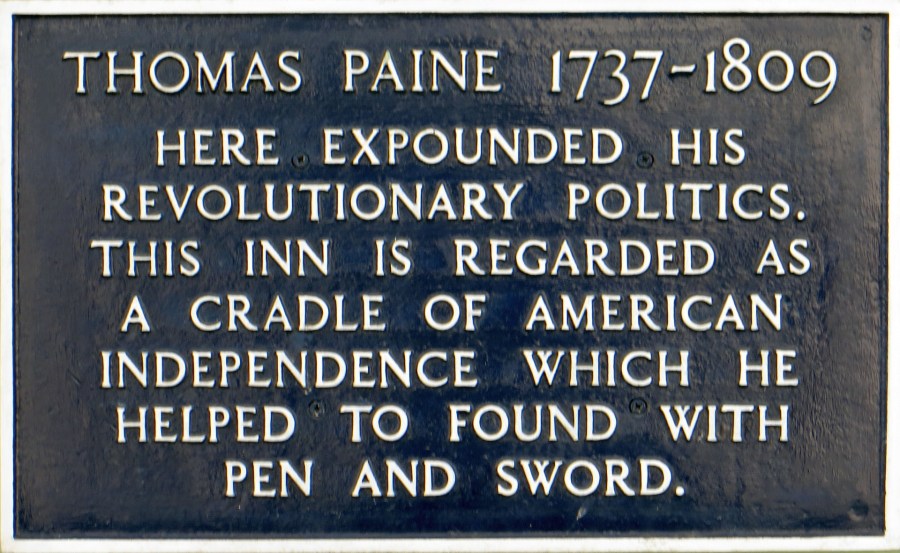 THOMAS PAINE 1737-1809
HERE EXPOUNDED HIS
REVOLUTIONARY POLITICS.
THIS INN IS REGARDED AS
A CRADLE OF AMERICAN
INDEPENDENCE WHICH HE
HELPED TO FOUND WITH
PEN AND SWORD.